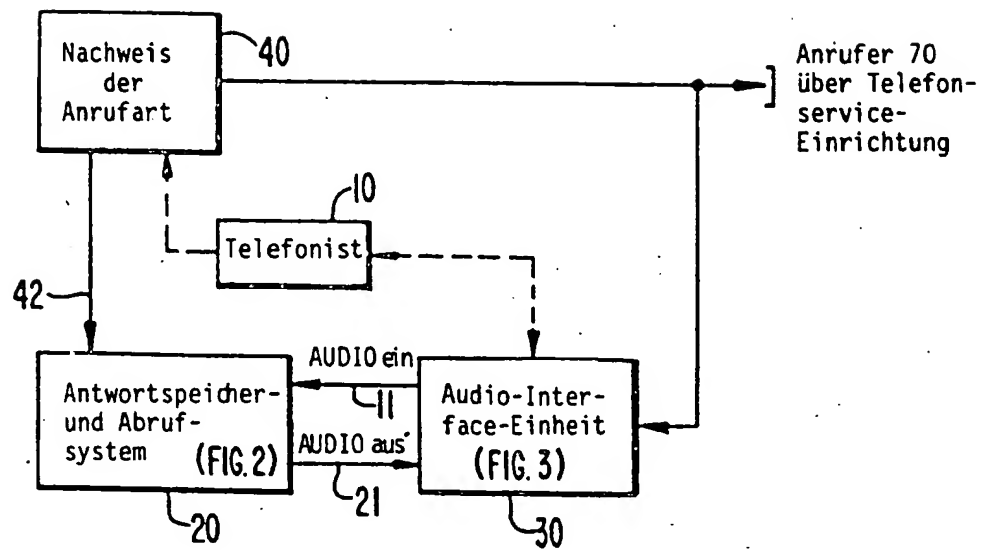 Nachweis
der
Anrufart
40
Anrufer 70
über Telefon-
service-
Einrichtung
10
Telefonist
42
AUDIO ein
11
Antwortspeicher-
und Abruf-
system
(FIG. 2)
AUDIO aus
21
Audio-Inter-
face-Einheit
(FIG. 3)
20
30